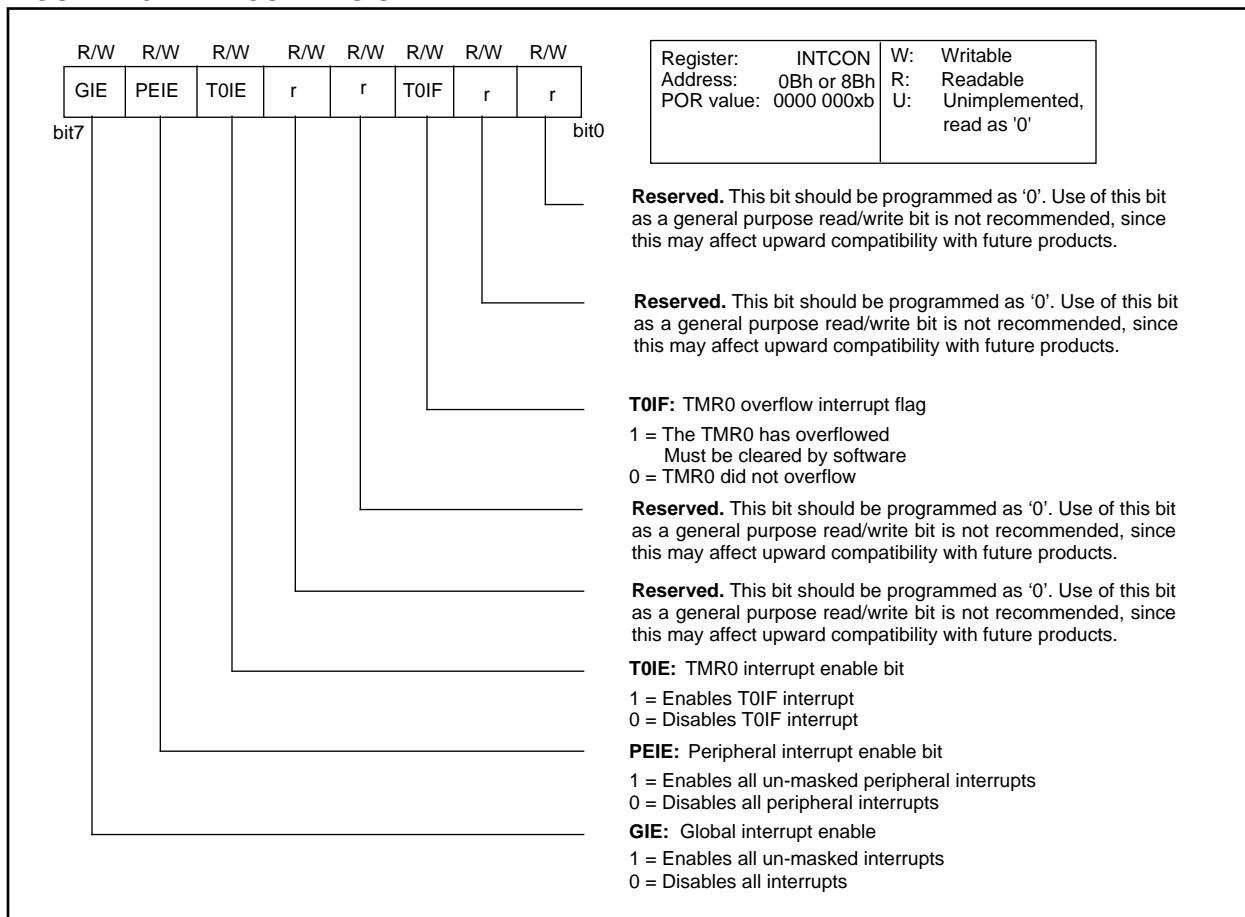 R/W R/W R/W R/W R/W R/W R/W R/W
GIE PEIE T0IE r r T0IF r r
bit7 bit0
Register: INTCON
Address: 0Bh or 8Bh
POR value: 0000 000xb
W: Writable
R: Readable
U: Unimplemented,
read as '0'
Reserved. This bit should be programmed as ‘0’. Use of this bit
as a general purpose read/write bit is not recommended, since
this may affect upward compatibility with future products.
Reserved. This bit should be programmed as ‘0’. Use of this bit
as a general purpose read/write bit is not recommended, since
this may affect upward compatibility with future products.
T0IF: TMR0 overflow interrupt flag
1 = The TMR0 has overflowed
Must be cleared by software
0 = TMR0 did not overflow
Reserved. This bit should be programmed as ‘0’. Use of this bit
as a general purpose read/write bit is not recommended, since
this may affect upward compatibility with future products.
Reserved. This bit should be programmed as ‘0’. Use of this bit
as a general purpose read/write bit is not recommended, since
this may affect upward compatibility with future products.
T0IE: TMR0 interrupt enable bit
1 = Enables T0IF interrupt
0 = Disables T0IF interrupt
PEIE: Peripheral interrupt enable bit
1 = Enables all un-masked peripheral interrupts
0 = Disables all peripheral interrupts
GIE: Global interrupt enable
1 = Enables all un-masked interrupts
0 = Disables all interrupts